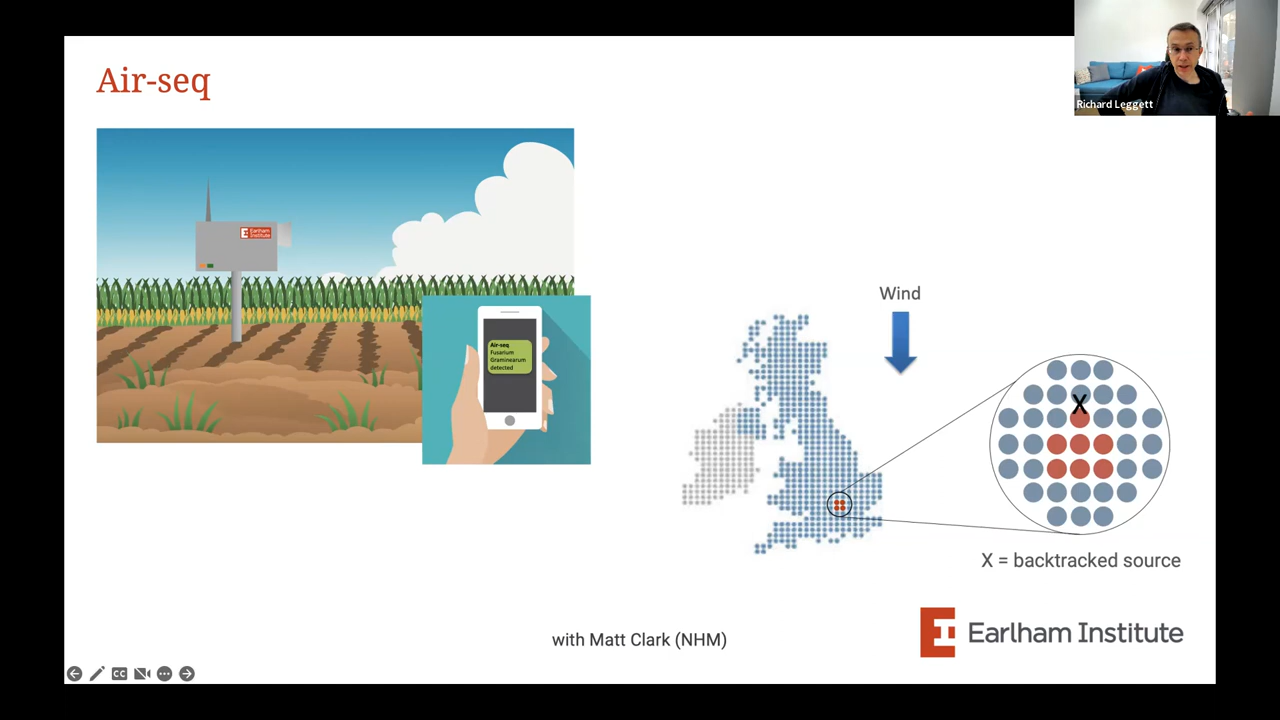 Air-seq
Richard Leggett
Earlham
Institute
Air-seq
Fusarium
Graminearum
detected
Wind
X
X = backtracked source
with Matt Clark (NHM)
Earlham Institute
CC